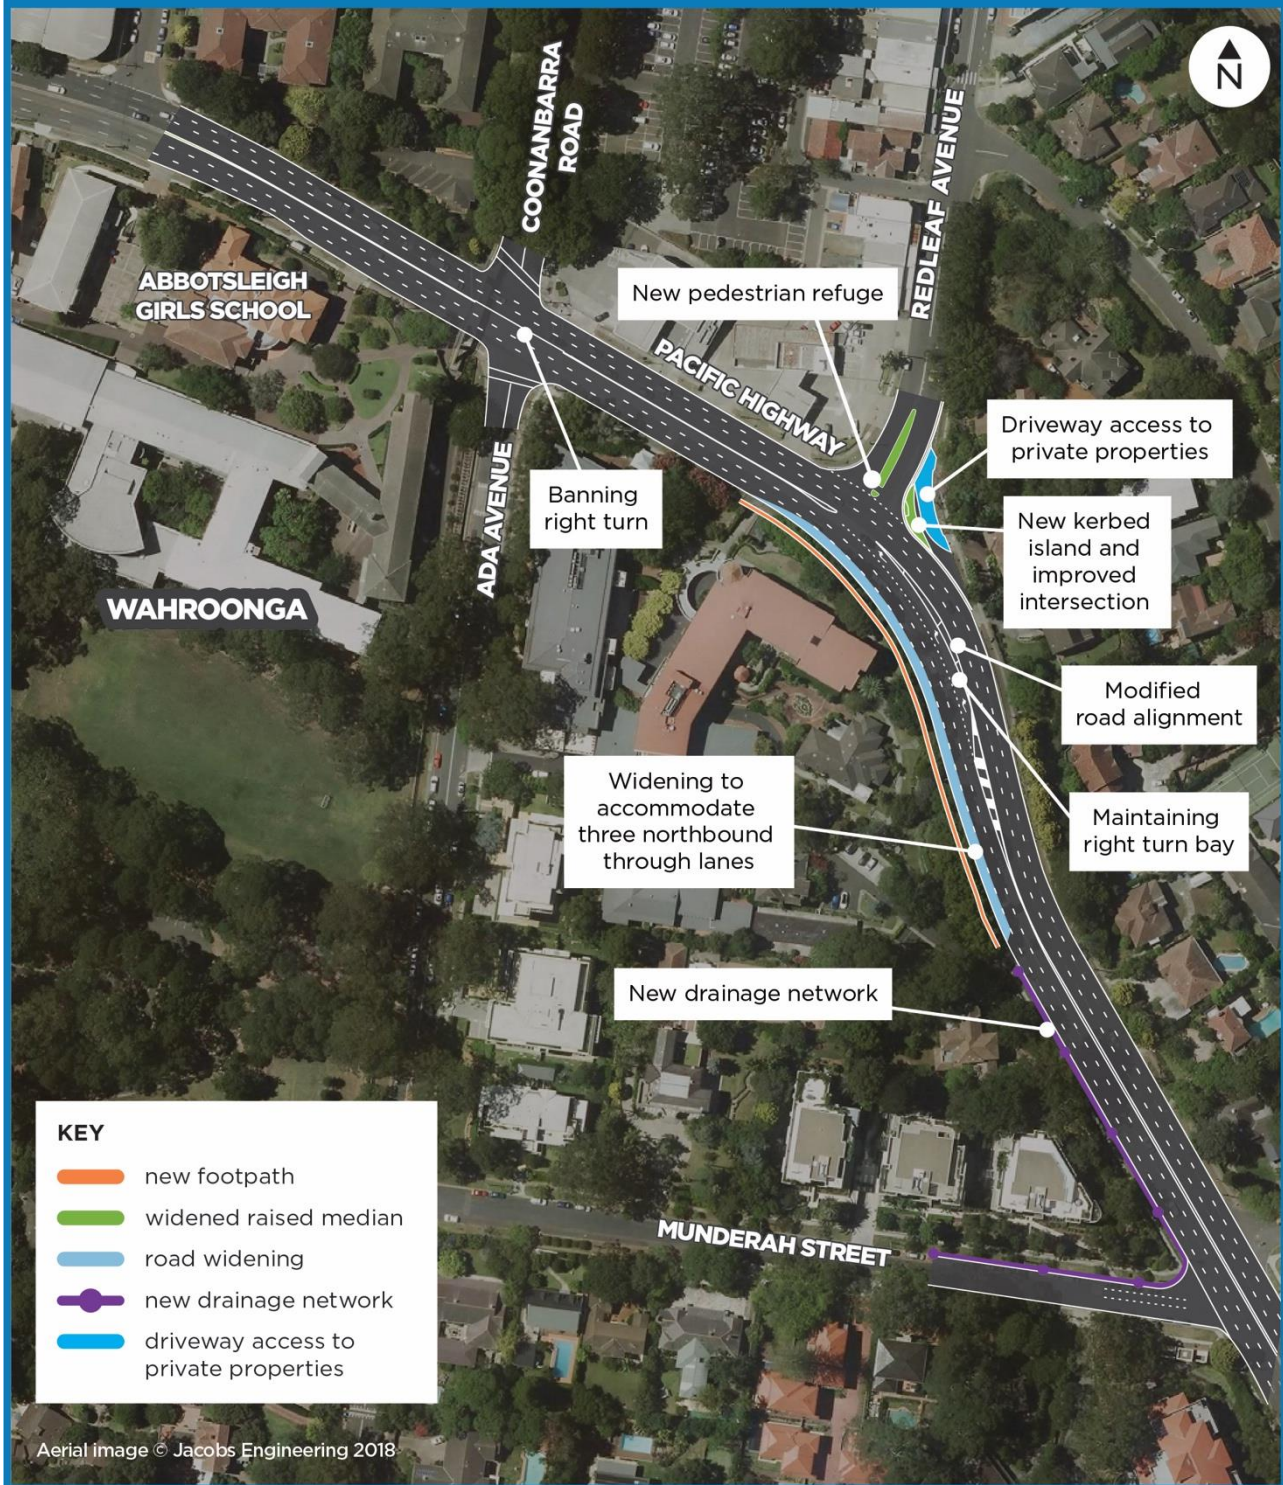 N
COONANBARRA
ROAD
REDLEAF AVENUE
ABBOTSLEIGH
GIRLS SCHOOL
New pedestrian refuge
PACIFIC HIGHWAY
Driveway access to
private properties
Banning
right turn
ADA AVENUE
New kerbed
island and
improved
intersection
WAHROONGA
Modified
road alignment
Widening to
accommodate
three northbound
through lanes
Maintaining
right turn bay
New drainage network
MUNDERAH STREET
KEY
new footpath
widened raised median
road widening
new drainage network
driveway access to
private properties
Aerial image © Jacobs Engineering 2018